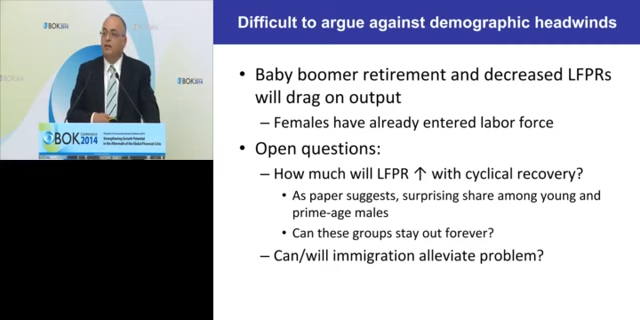 Difficult to argue against demographic headwinds
BOK 2014
BOK
CONFERENCE
2014
Strengthening Growth Potential
in the Aftermath of the Global Financial Crisis
• Baby boomer retirement and decreased LFPRs
will drag on output
– Females have already entered labor force
• Open questions:
– How much will LFPR ↑ with cyclical recovery?
• As paper suggests, surprising share among young and
prime-age males
• Can these groups stay out forever?
– Can/will immigration alleviate problem?